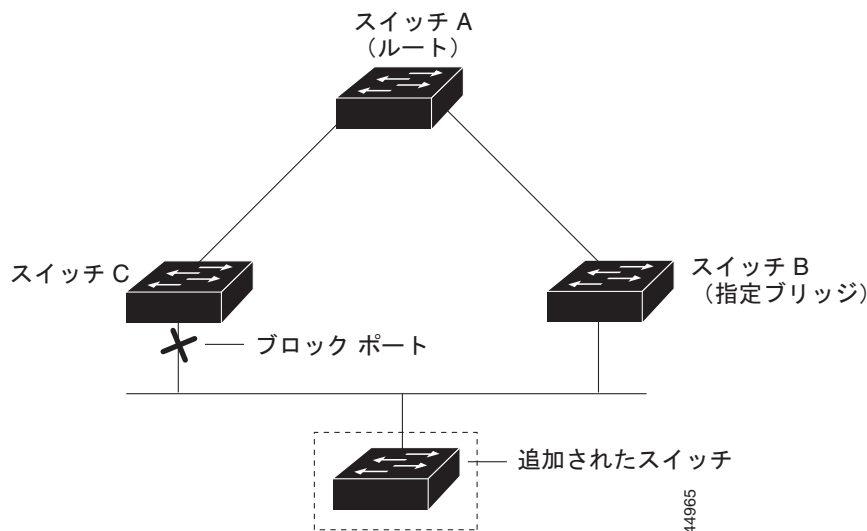 スイッチ A
（ルート）
スイッチ C
スイッチ B
（指定ブリッジ）
ブロック ポート
追加されたスイッチ
44965